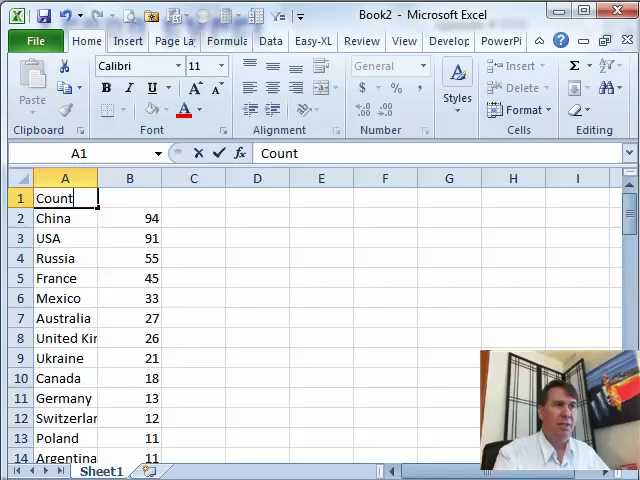 Book2 - Microsoft Excel
File Home Insert Page La Formula Data Easy-XL Review View Develop PowerPi
Paste
Clipboard
Calibri 11
B I U
A
Font
Alignment
General
$ % ,
Number
A
Styles
Insert
Delete
Format
Cells
Σ
Editing
A1 fx Count
A B C D E F G H I
1 Count
2 China 94
3 USA 91
4 Russia 55
5 France 45
6 Mexico 33
7 Australia 27
8 United Kin 26
9 Ukraine 21
10 Canada 18
11 Germany 13
12 Switzerlan 12
13 Poland 11
14 Argentina 11
Sheet1